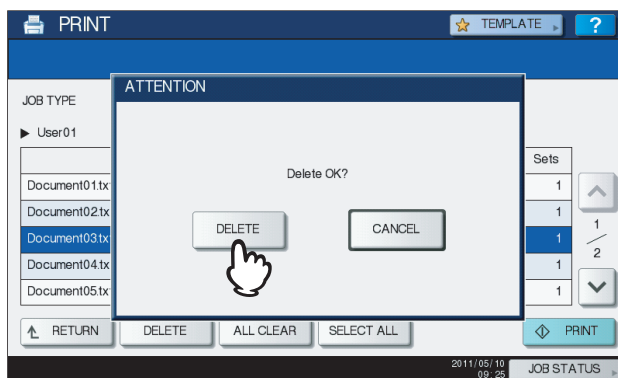 PRINT
TEMPLATE
?
ATTENTION
JOB TYPE
User01
Sets
Delete OK?
Document01.tx 1
Document02.tx 1
DELETE CANCEL
Document03.tx 1
1
2
Document04.tx 1
Document05.tx 1
RETURN DELETE ALL CLEAR SELECT ALL PRINT
2011/05/10
09:25
JOB STATUS